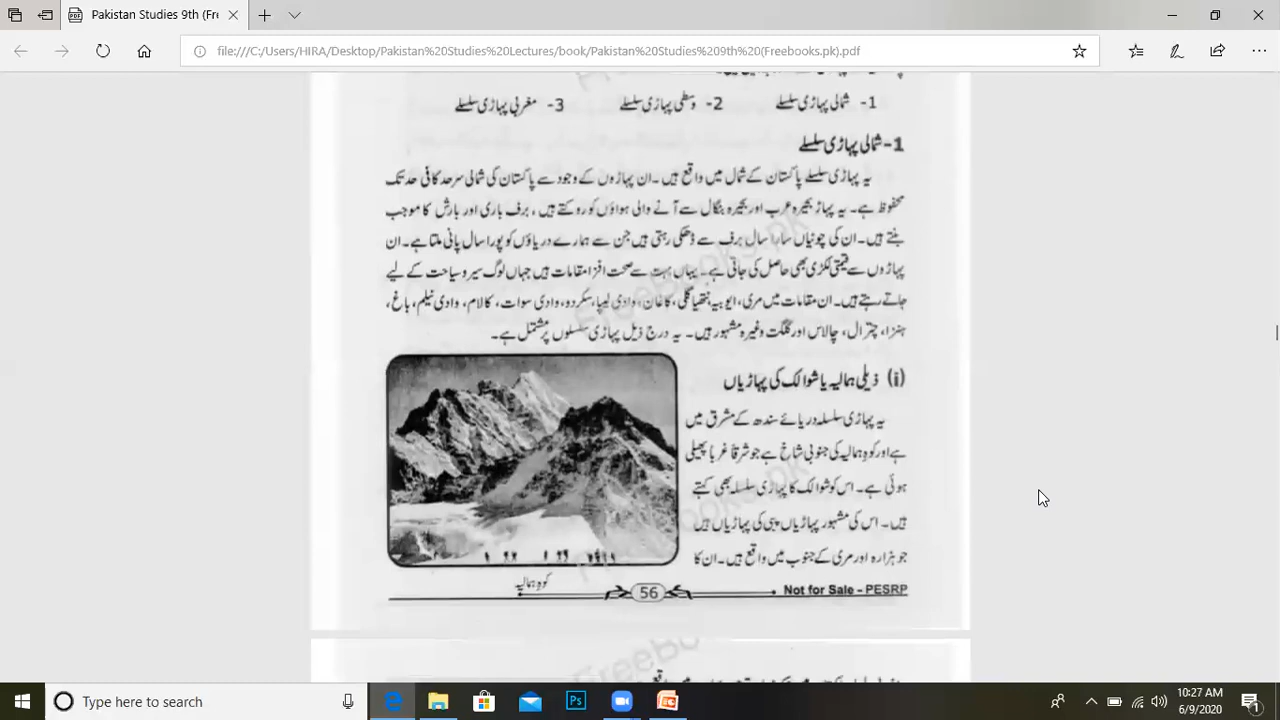 Pakistan Studies 9th (Fre
file:///C:/Users/HIRA/Desktop/Pakistan%20Studies%20Lectures/book/Pakistan%20Studies%209th%20(Freebooks.pk).pdf
1- شمالی پہاڑی سلسلے 2- وسطی پہاڑی سلسلے 3- مغربی پہاڑی سلسلے
1- شمالی پہاڑی سلسلے
یہ پہاڑی سلسلے پاکستان کے شمال میں واقع ہیں۔ ان پہاڑوں کے وجود سے پاکستان کی شمالی سرحد کافی حد تک
محفوظ ہے۔ یہ پہاڑ بحیرہ عرب اور بحیرہ بنگال سے آنے والی ہواؤں کو روکتے ہیں، برف باری اور بارش کا موجب
بنتے ہیں۔ ان کی چوٹیاں سارا سال برف سے ڈھکی رہتی ہیں جن سے ہمارے دریاؤں کو پورا سال پانی ملتا ہے۔ ان
پہاڑوں سے قیمتی لکڑی بھی حاصل کی جاتی ہے۔ یہاں بہت سے صحت افزا مقامات ہیں جہاں لوگ سیر و سیاحت کے لیے
جاتے رہتے ہیں۔ ان مقامات میں مری، ایوبیہ نتھیا گلی، کاغان، وادی لیپا، سکردو، وادی سوات، کالام، وادی نیلم، باغ،
ہنزا، چترال، چالاس اور گلگت وغیرہ مشہور ہیں۔ یہ درج ذیل پہاڑی سلسلوں پر مشتمل ہے۔
(i) ذیلی ہمالیہ یا شوالک کی پہاڑیاں
یہ پہاڑی سلسلہ دریائے سندھ کے مشرق میں
ہے اور کوہِ ہمالیہ کی جنوبی شاخ ہے جو شرقاً غرباً پھیلی
ہوئی ہے۔ اس کو شوالک کا پہاڑی سلسلہ بھی کہتے
ہیں۔ اس کی مشہور پہاڑیاں پبی کی پہاڑیاں ہیں
جو ہزارہ اور مری کے جنوب میں واقع ہیں۔ ان کا
کوہِ ہمالیہ
56
Not for Sale - PESRP
Freebooks.pk
Type here to search
10:27 AM
6/9/2020